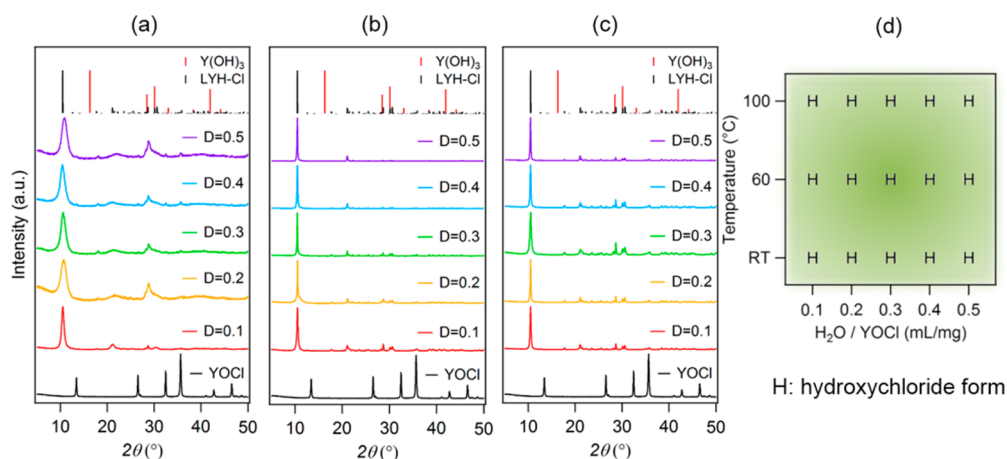 (a)
Y(OH)3
LYH-Cl
D=0.5
D=0.4
D=0.3
D=0.2
D=0.1
YOCl
Intensity (a.u.)
10 20 30 40 50
2θ (°)
(b)
Y(OH)3
LYH-Cl
D=0.5
D=0.4
D=0.3
D=0.2
D=0.1
YOCl
10 20 30 40 50
2θ (°)
(c)
Y(OH)3
LYH-Cl
D=0.5
D=0.4
D=0.3
D=0.2
D=0.1
YOCl
10 20 30 40 50
2θ (°)
(d)
Temperature (°C)
100 H H H H H
60 H H H H H
RT H H H H H
0.1 0.2 0.3 0.4 0.5
H2O / YOCl (mL/mg)
H: hydroxychloride form